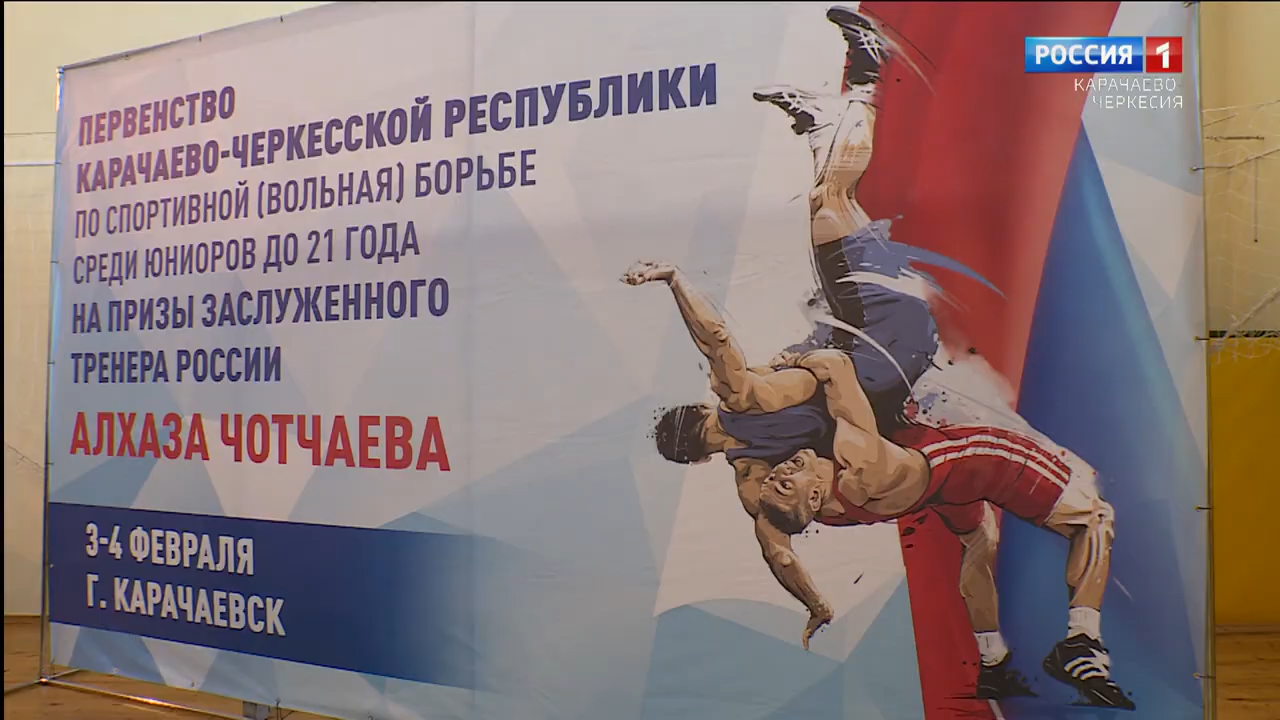 ПЕРВЕНСТВО
КАРАЧАЕВО-ЧЕРКЕССКОЙ РЕСПУБЛИКИ
ПО СПОРТИВНОЙ (ВОЛЬНАЯ) БОРЬБЕ
СРЕДИ ЮНИОРОВ ДО 21 ГОДА
НА ПРИЗЫ ЗАСЛУЖЕННОГО
ТРЕНЕРА РОССИИ
АЛХАЗА ЧОТЧАЕВА
3-4 ФЕВРАЛЯ
Г. КАРАЧАЕВСК
РОССИЯ 1
КАРАЧАЕВО
ЧЕРКЕСИЯ